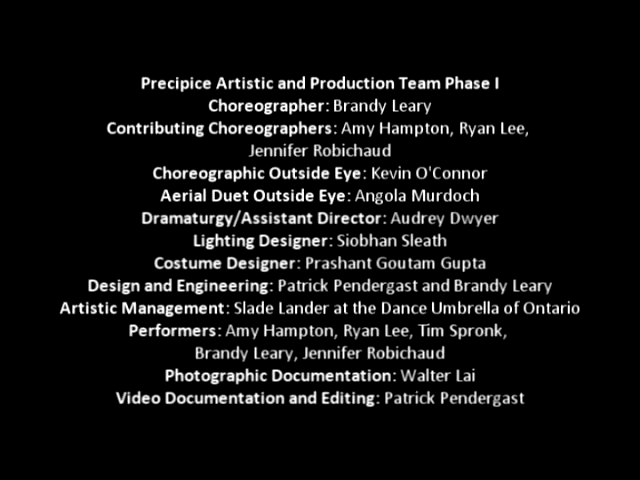 Precipice Artistic and Production Team Phase I
Choreographer: Brandy Leary
Contributing Choreographers: Amy Hampton, Ryan Lee,
Jennifer Robichaud
Choreographic Outside Eye: Kevin O'Connor
Aerial Duet Outside Eye: Angola Murdoch
Dramaturgy/Assistant Director: Audrey Dwyer
Lighting Designer: Siobhan Sleath
Costume Designer: Prashant Goutam Gupta
Design and Engineering: Patrick Pendergast and Brandy Leary
Artistic Management: Slade Lander at the Dance Umbrella of Ontario
Performers: Amy Hampton, Ryan Lee, Tim Spronk,
Brandy Leary, Jennifer Robichaud
Photographic Documentation: Walter Lai
Video Documentation and Editing: Patrick Pendergast